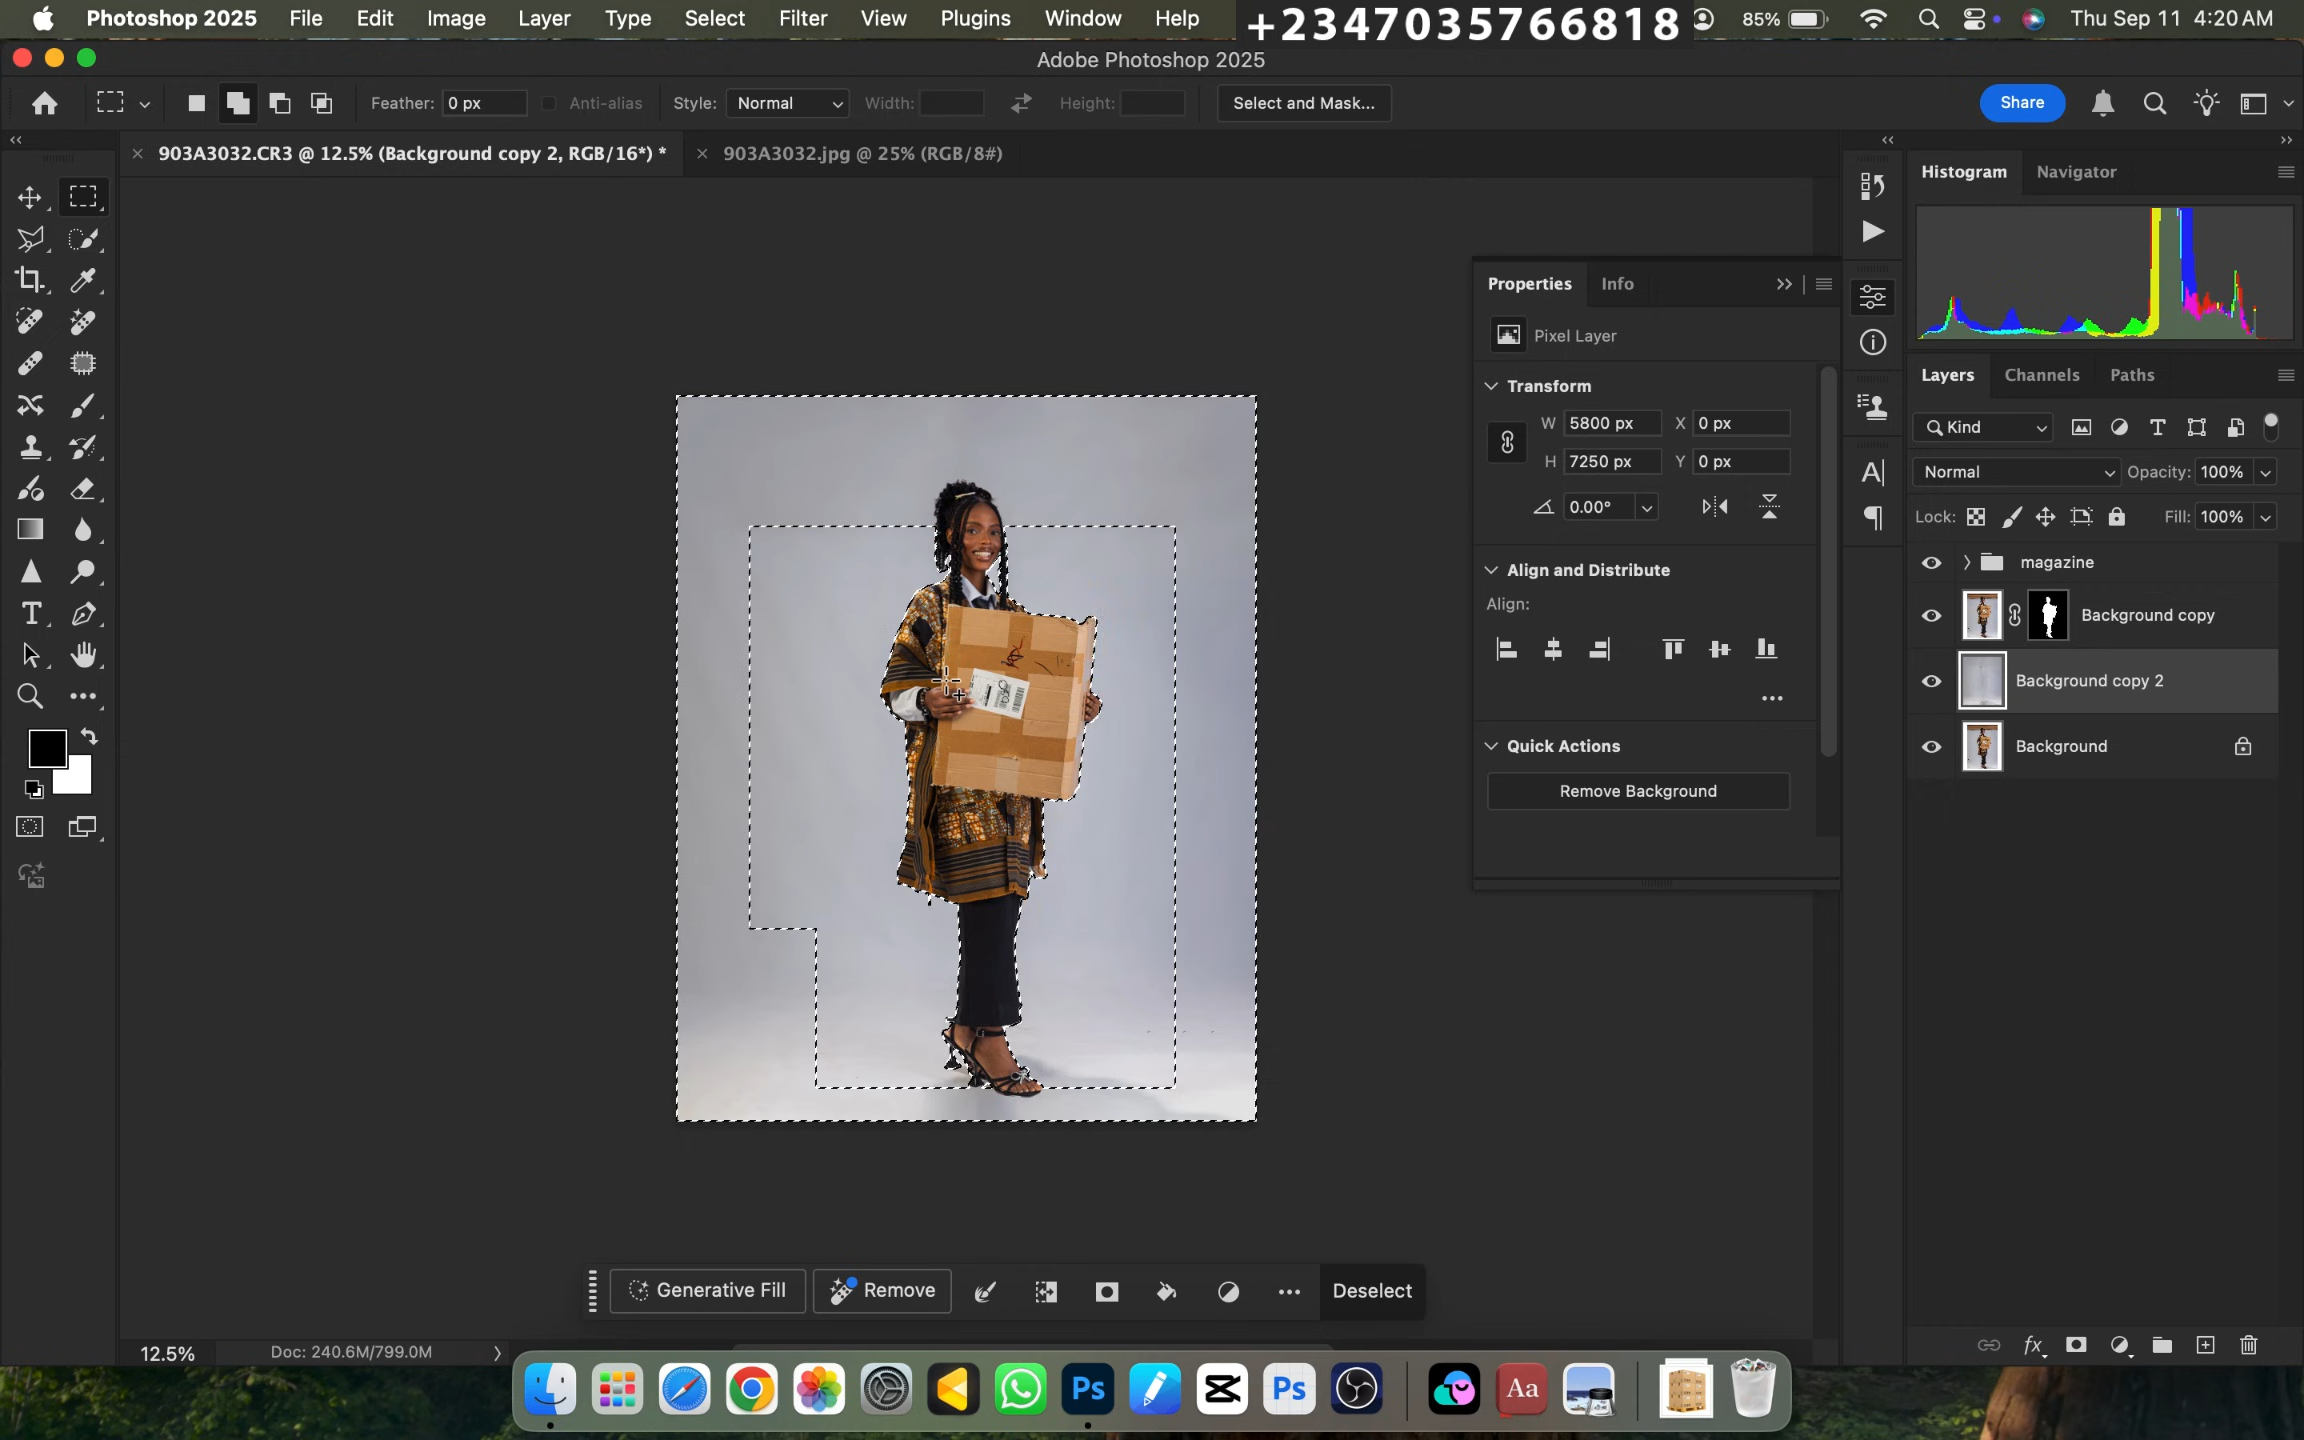 Photoshop 2025 File Edit Image Layer Type Select Filter View Plugins Window Help +2347035766818 85% Thu Sep 11 4:20 AM
Adobe Photoshop 2025
Feather: 0 px Anti-alias Style: Normal Width: Height: Select and Mask... Share
903A3032.CR3 @ 12.5% (Background copy 2, RGB/16*) * 903A3032.jpg @ 25% (RGB/8#)
Histogram Navigator
Properties Info
Pixel Layer
Transform
W 5800 px X 0 px
H 7250 px Y 0 px
0.00°
Align and Distribute
Align:
Quick Actions
Remove Background
Layers Channels Paths
Kind
Normal Opacity: 100%
Lock: Fill: 100%
magazine
Background copy
Background copy 2
Background
Generative Fill Remove Deselect
12.5% Doc: 240.6M/799.0M
Ps Ps Aa